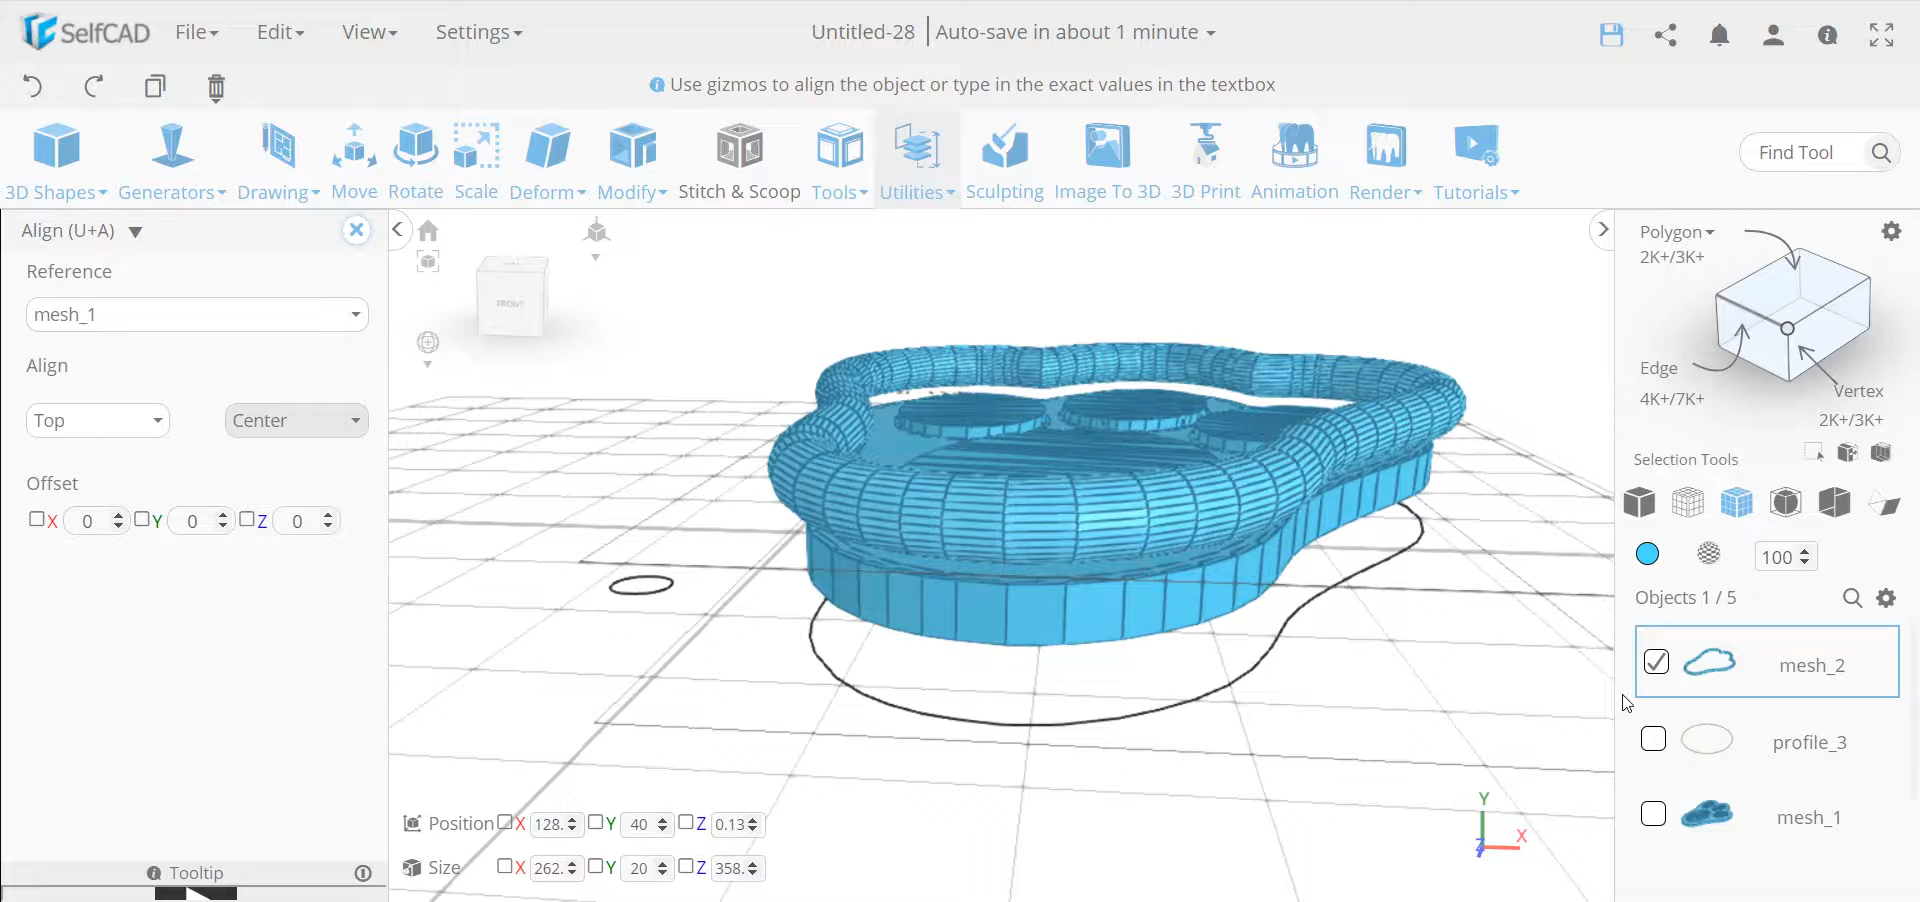 SelfCAD File Edit View Settings Untitled-28 Auto-save in about 1 minute
Use gizmos to align the object or type in the exact values in the textbox
3D Shapes Generators Drawing Move Rotate Scale Deform Modify Stitch & Scoop Tools Utilities Sculpting Image To 3D 3D Print Animation Render Tutorials Find Tool
Align (U+A)
Reference
mesh_1
Align
Top Center
Offset
X 0 Y 0 Z 0
Tooltip
FRONT
Position X 128. Y 40 Z 0.13
Size X 262. Y 20 Z 358.
Y
X
Z
Polygon
2K+/3K+
Edge
4K+/7K+
Vertex
2K+/3K+
Selection Tools
100
Objects 1 / 5
mesh_2
profile_3
mesh_1